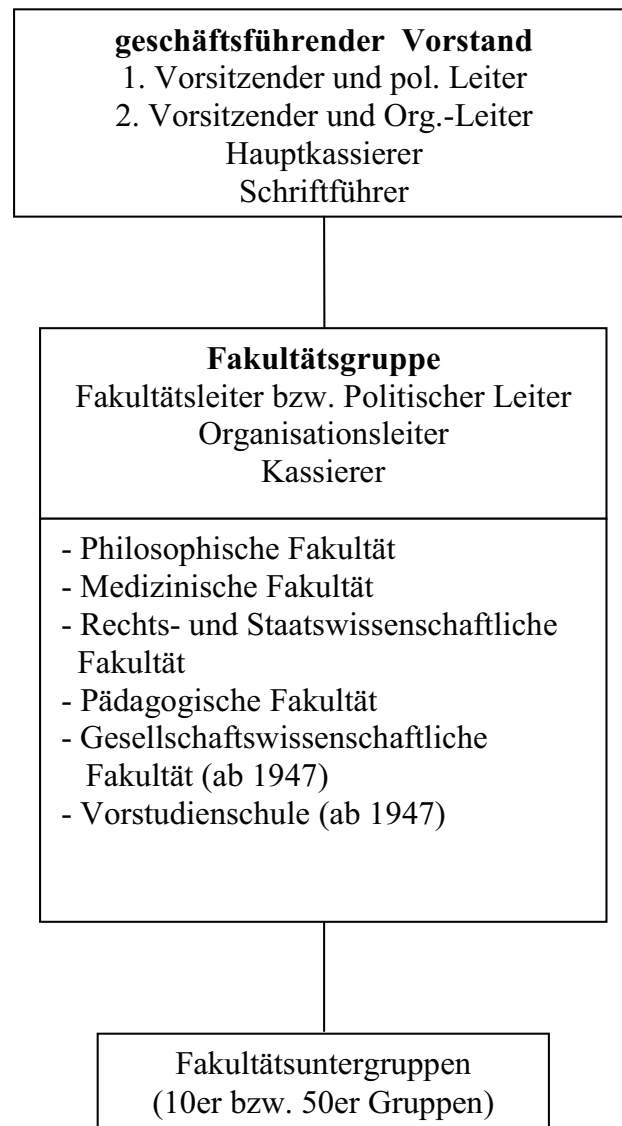 geschäftsführender Vorstand
1. Vorsitzender und pol. Leiter
2. Vorsitzender und Org.-Leiter
Hauptkassierer
Schriftführer
Fakultätsgruppe
Fakultätsleiter bzw. Politischer Leiter
Organisationsleiter
Kassierer
- Philosophische Fakultät
- Medizinische Fakultät
- Rechts- und Staatswissenschaftliche
Fakultät
- Pädagogische Fakultät
- Gesellschaftswissenschaftliche
Fakultät (ab 1947)
- Vorstudienschule (ab 1947)
Fakultätsuntergruppen
(10er bzw. 50er Gruppen)